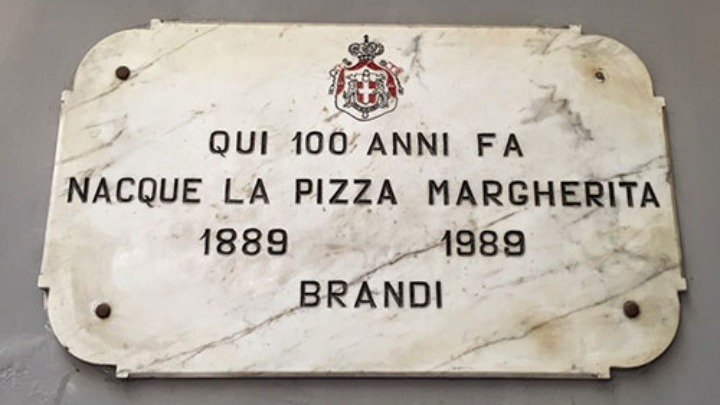 QUI 100 ANNI FA
NACQUE LA PIZZA MARGHERITA
1889 1989
BRANDI